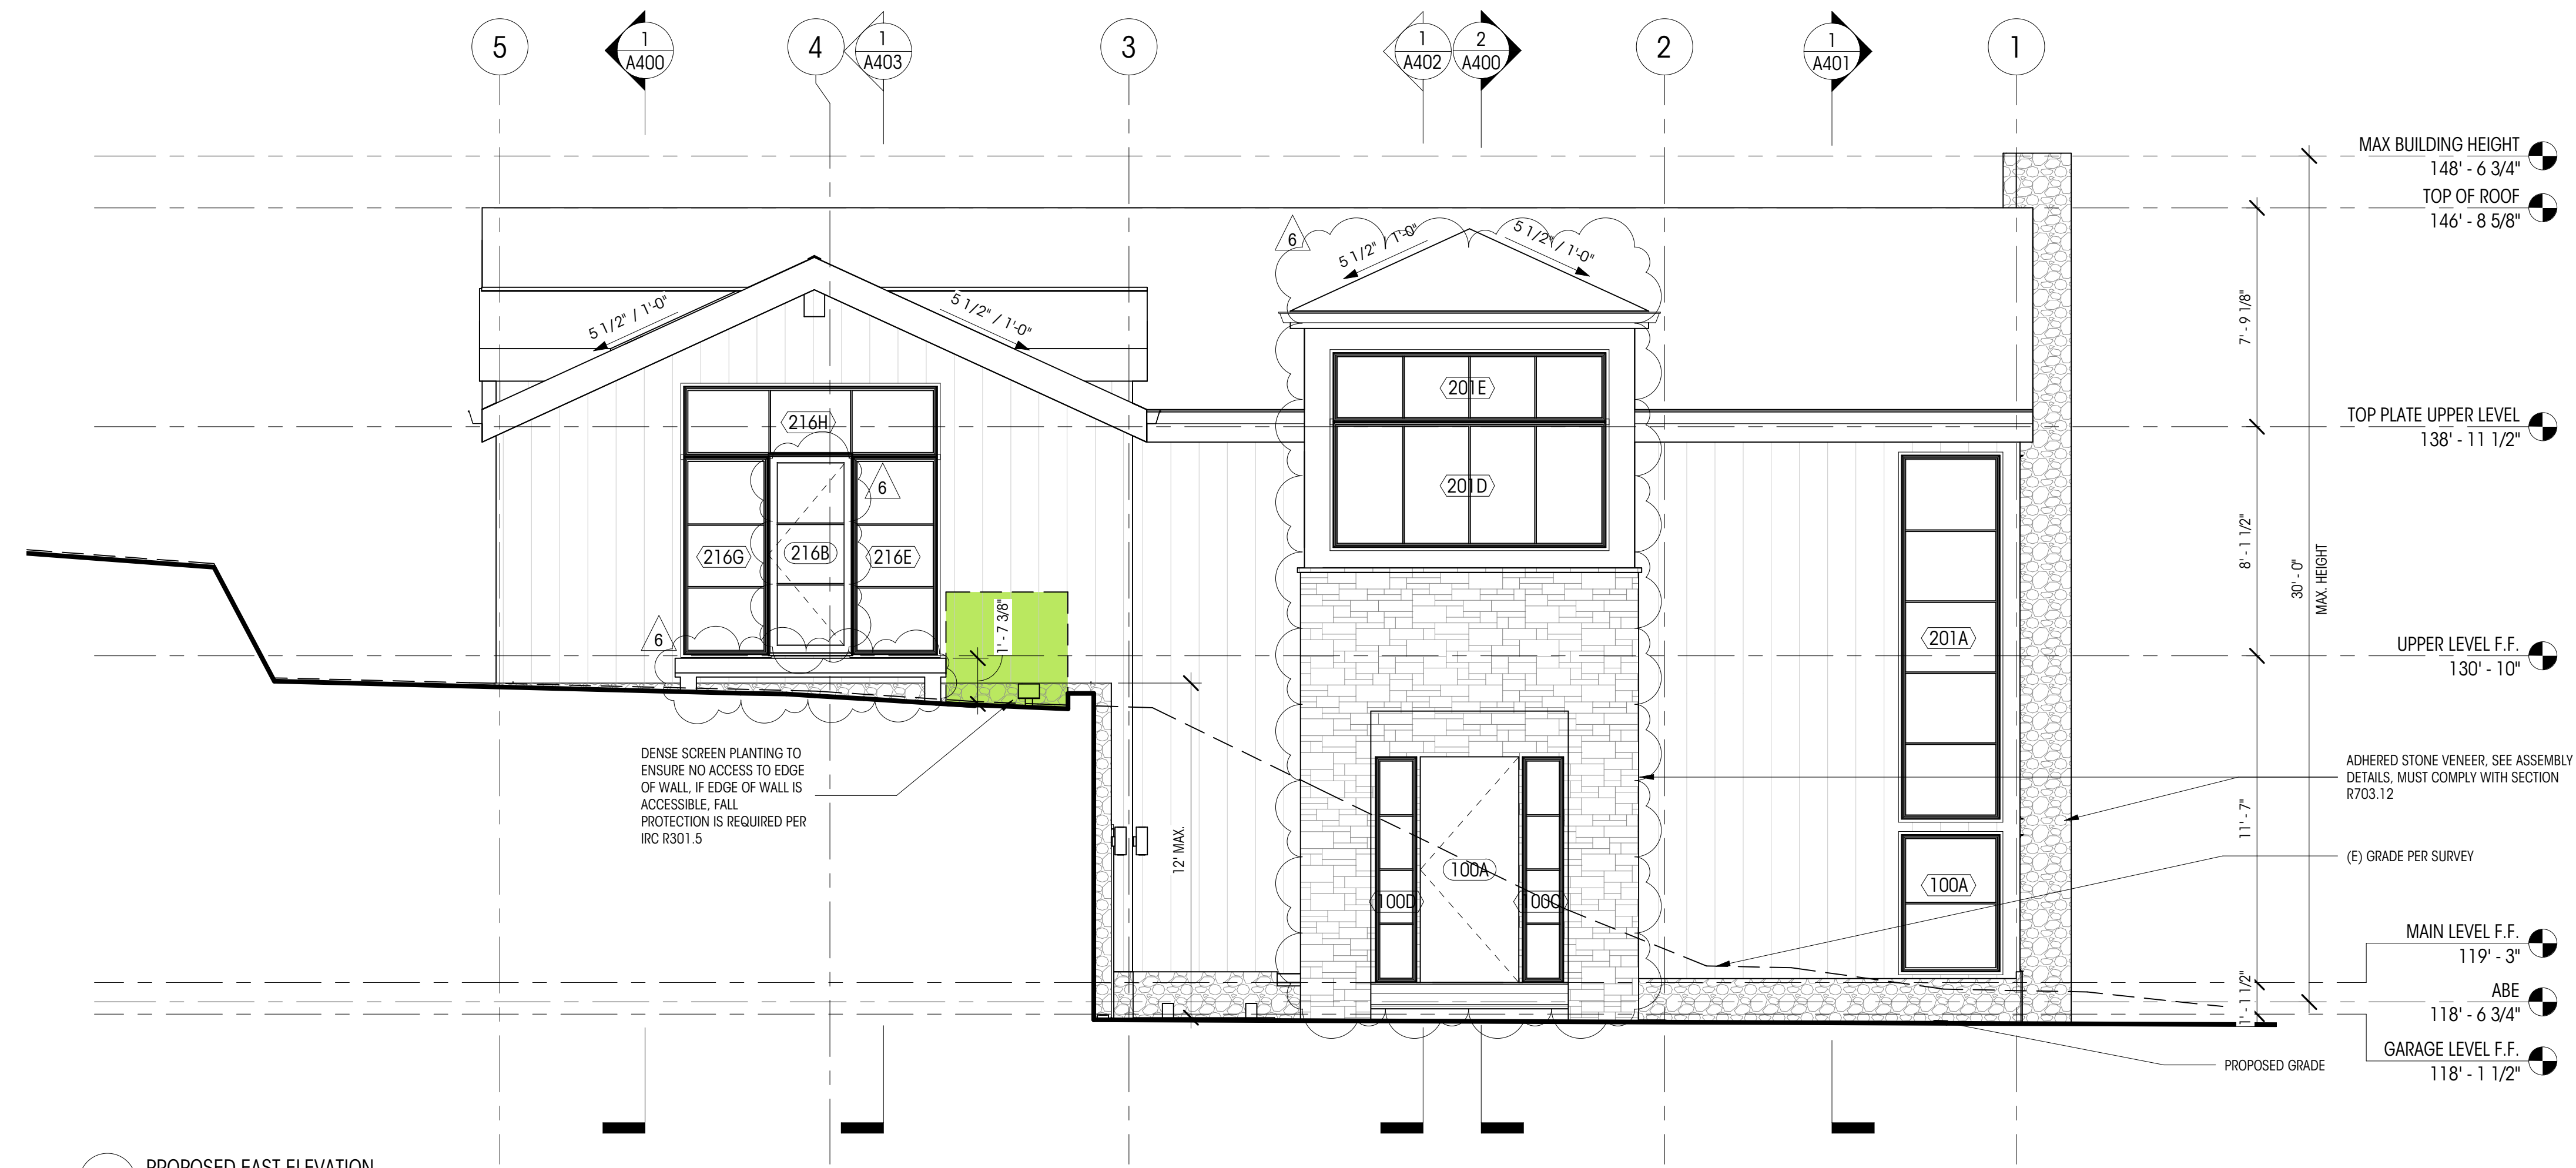 5
1
A400
4
1
A403
3
1
A402
2
A400
2
1
A401
1
MAX BUILDING HEIGHT
148' - 6 3/4"
TOP OF ROOF
146' - 8 5/8"
6
5 1/2" / 1'-0"
5 1/2" / 1'-0"
5 1/2" / 1'-0"
5 1/2" / 1'-0"
7' - 9 1/8"
201E
216H
TOP PLATE UPPER LEVEL
138' - 11 1/2"
6
201D
216G
216B
216E
8' - 1 1/2"
30' - 0"
MAX. HEIGHT
1' - 7 3/8"
6
201A
UPPER LEVEL F.F.
130' - 10"
DENSE SCREEN PLANTING TO
ENSURE NO ACCESS TO EDGE
OF WALL, IF EDGE OF WALL IS
ACCESSIBLE, FALL
PROTECTION IS REQUIRED PER
IRC R301.5
12' MAX.
ADHERED STONE VENEER, SEE ASSEMBLY
DETAILS, MUST COMPLY WITH SECTION
R703.12
11' - 7"
(E) GRADE PER SURVEY
100A
100D
100C
100A
MAIN LEVEL F.F.
119' - 3"
1' - 1 1/2"
ABE
118' - 6 3/4"
GARAGE LEVEL F.F.
118' - 1 1/2"
PROPOSED GRADE
PROPOSED EAST ELEVATION